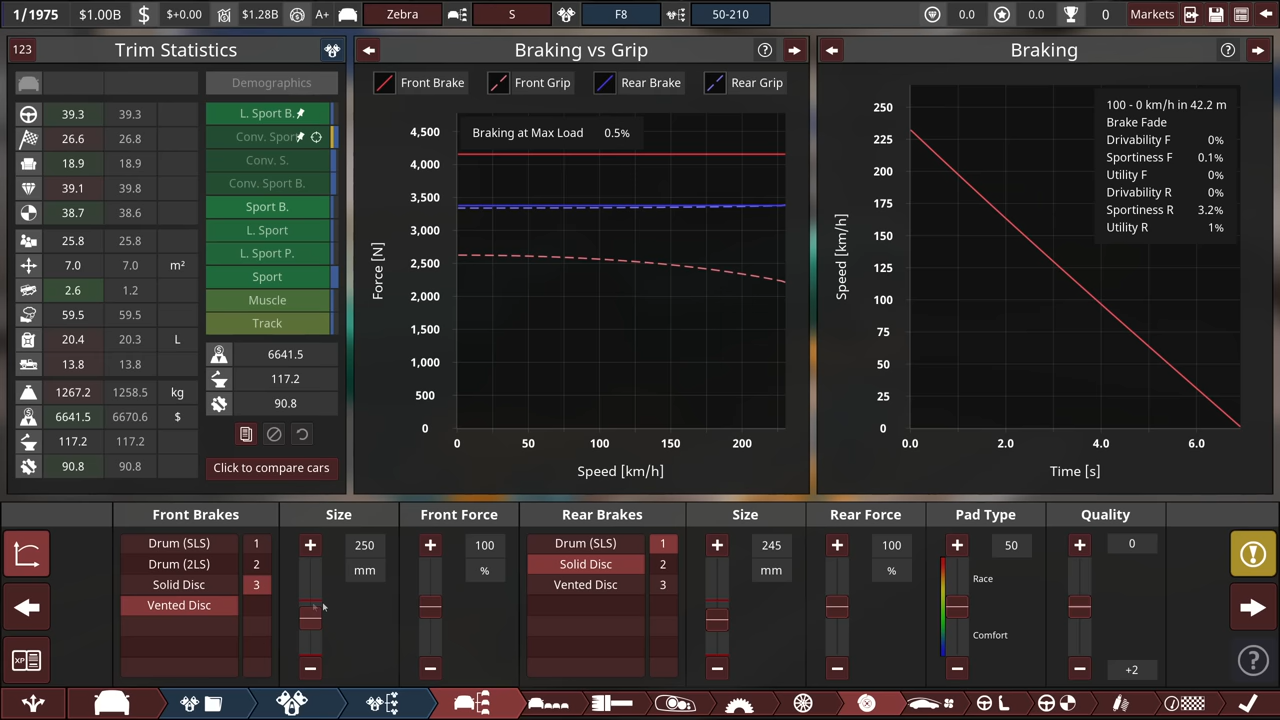 1/1975 $1.00B $+0.00 $1.28B A+ Zebra S F8 50-210 0.0 0.0 0 Markets
123 Trim Statistics
Demographics
39.3 39.3
26.6 26.8
18.9 18.9
39.1 39.8
38.7 38.6
25.8 25.8
7.0 7.0 m²
2.6 1.2
59.5 59.5
20.4 20.3 L
13.8 13.8
1267.2 1258.5 kg
6641.5 6670.6 $
117.2 117.2
90.8 90.8
L. Sport B.
Conv. Sport
Conv. S.
Conv. Sport B.
Sport B.
L. Sport
L. Sport P.
Sport
Muscle
Track
6641.5
117.2
90.8
Click to compare cars
Braking vs Grip
Front Brake Front Grip Rear Brake Rear Grip
Braking at Max Load 0.5%
4,500
4,000
3,500
3,000
2,500
2,000
1,500
1,000
500
0
Force [N]
0 50 100 150 200
Speed [km/h]
Braking
100 - 0 km/h in 42.2 m
Brake Fade
Drivability F 0%
Sportiness F 0.1%
Utility F 0%
Drivability R 0%
Sportiness R 3.2%
Utility R 1%
250
225
200
175
150
125
100
75
50
25
0
Speed [km/h]
0.0 2.0 4.0 6.0
Time [s]
Front Brakes
Drum (SLS) 1
Drum (2LS) 2
Solid Disc 3
Vented Disc
Size
250
mm
Front Force
100
%
Rear Brakes
Drum (SLS) 1
Solid Disc 2
Vented Disc 3
Size
245
mm
Rear Force
100
%
Pad Type
50
Race
Comfort
Quality
0
+2
XP